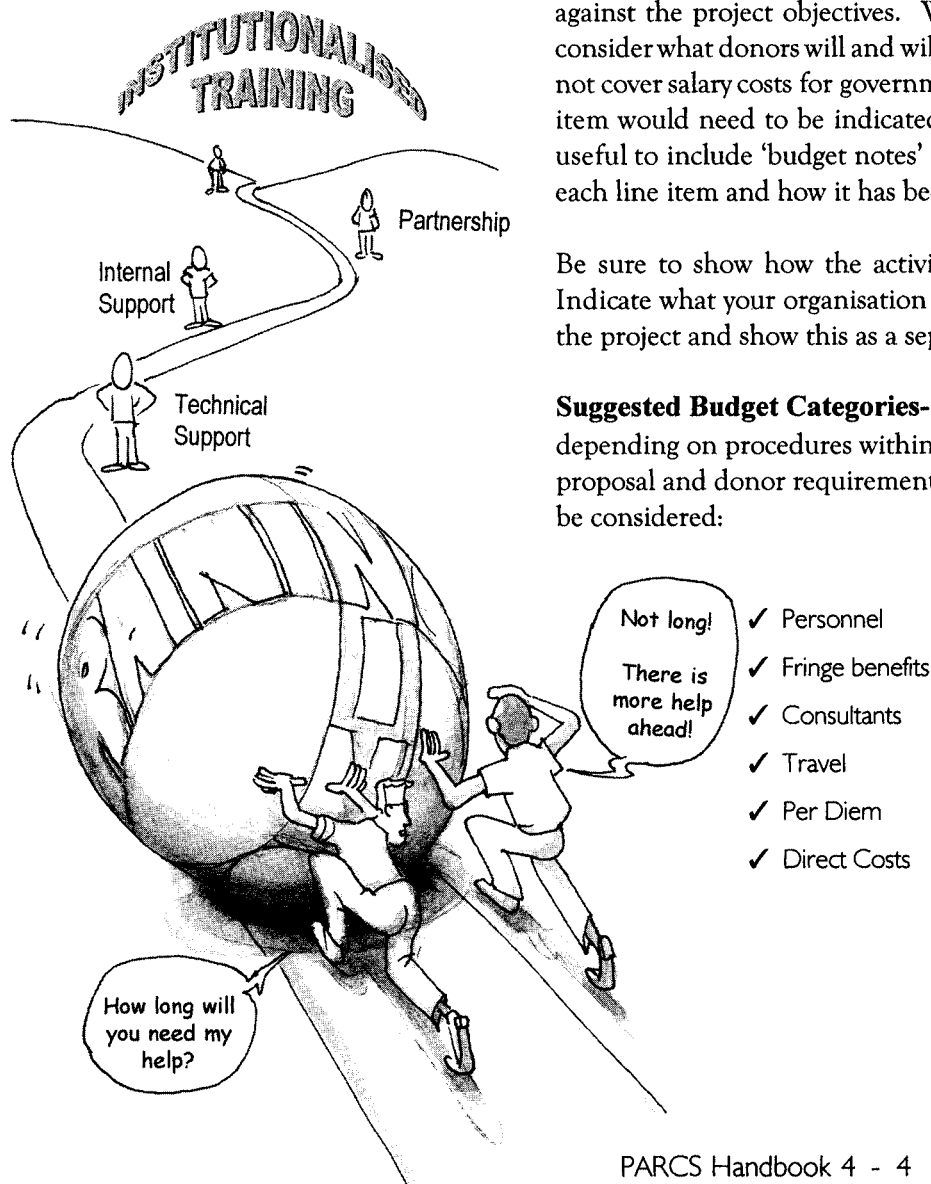 INSTITUTIONALISED
TRAINING
Partnership
Internal
Support
Technical
Support
TRAINING
How long will
you need my
help?
Not long!
There is
more help
ahead!
against the project objectives.
consider what donors will and wil
not cover salary costs for governm
item would need to be indicated
useful to include 'budget notes'
each line item and how it has be
Be sure to show how the activi
Indicate what your organisation
the project and show this as a sep
Suggested Budget Categories-
depending on procedures within
proposal and donor requirement
be considered:
✓ Personnel
✓ Fringe benefits
✓ Consultants
✓ Travel
✓ Per Diem
✓ Direct Costs
PARCS Handbook 4 - 4